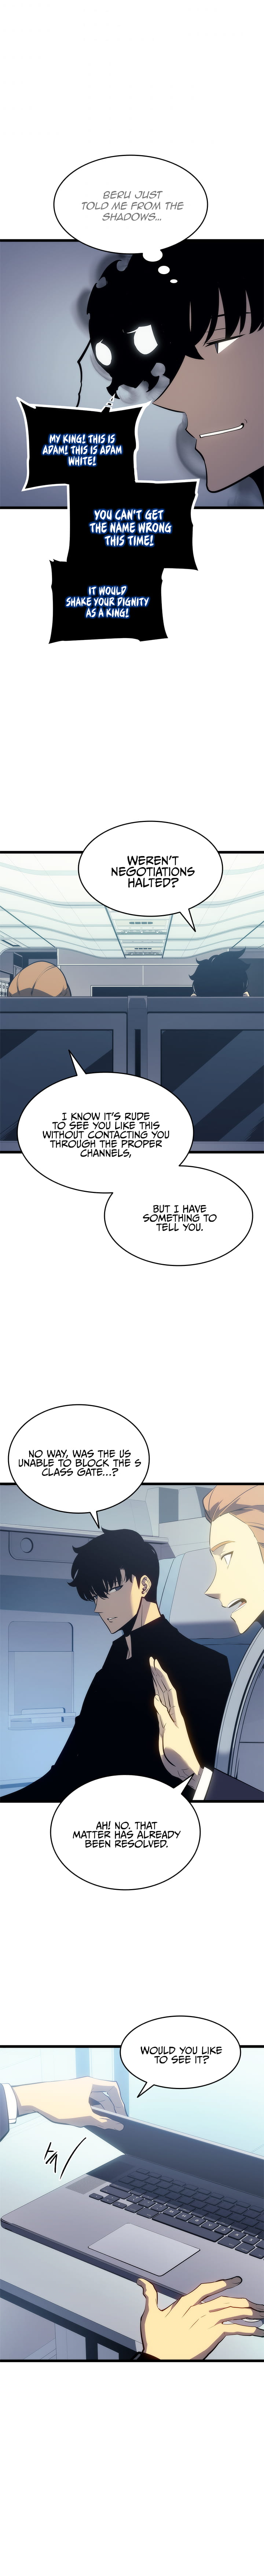 BERU JUST
TOLD ME FROM THE
SHADOWS...
MY KING! THIS IS
ADAM! THIS IS ADAM
WHITE!
YOU CAN'T GET
THE NAME WRONG
THIS TIME!
IT WOULD
SHAKE YOUR DIGNITY
AS A KING!
WEREN'T
NEGOTIATIONS
HALTED?
I KNOW IT'S RUDE
TO SEE YOU LIKE THIS
WITHOUT CONTACTING YOU
THROUGH THE PROPER
CHANNELS,
BUT I HAVE
SOMETHING TO
TELL YOU.
NO WAY, WAS THE US
UNABLE TO BLOCK THE S
CLASS GATE...?
AH! NO. THAT
MATTER HAS ALREADY
BEEN RESOLVED.
WOULD YOU LIKE
TO SEE IT?